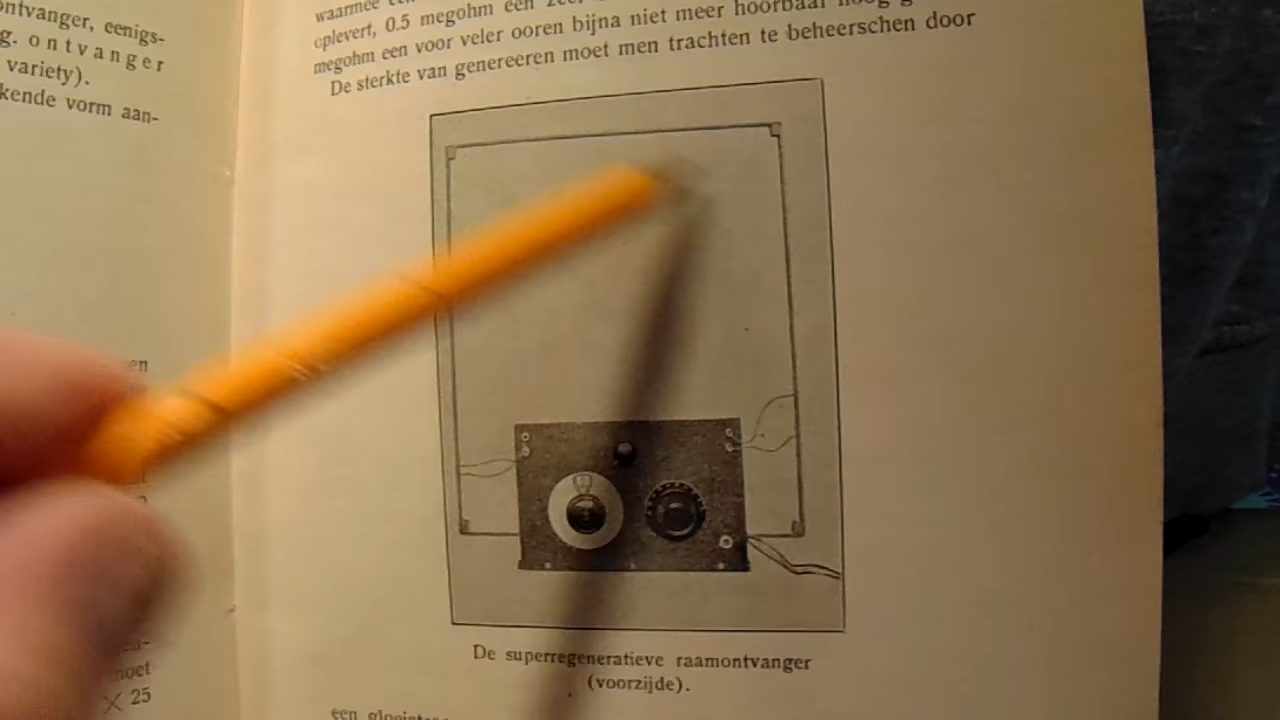 ontvanger, eenigs-
g. ontvanger
variety).
kende vorm aan-
en
moet
× 25
waarmee
oplevert, 0.5 megohm een
megohm een voor veler ooren bijna niet meer hoorbaar
De sterkte van genereeren moet men trachten te beheerschen door
De superregeneratieve raamontvanger
(voorzijde).
een